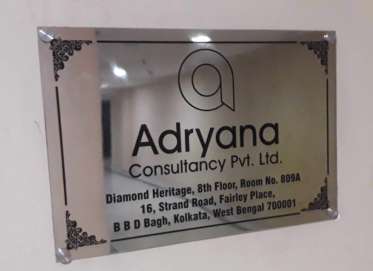 Adryana
Consultancy Pvt. Ltd.
Diamond Heritage, 8th Floor, Room No. 809A
16, Strand Road, Fairley Place,
B B D Bagh, Kolkata, West Bengal 700001